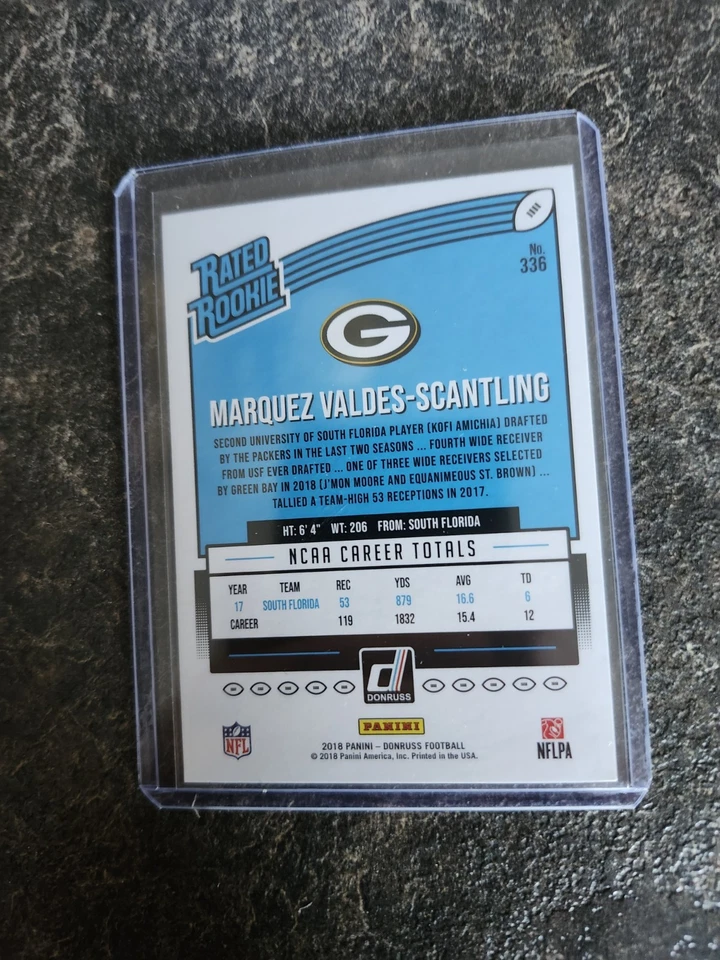 RATED
ROOKIE
No.
336
G
MARQUEZ VALDES-SCANTLING
SECOND UNIVERSITY OF SOUTH FLORIDA PLAYER (KOFI AMICHIA) DRAFTED
BY THE PACKERS IN THE LAST TWO SEASONS ... FOURTH WIDE RECEIVER
FROM USF EVER DRAFTED ... ONE OF THREE WIDE RECEIVERS SELECTED
BY GREEN BAY IN 2018 (J'MON MOORE AND EQUANIMEOUS ST. BROWN) ...
TALLIED A TEAM-HIGH 53 RECEPTIONS IN 2017.
HT: 6' 4" WT: 206 FROM: SOUTH FLORIDA
NCAA CAREER TOTALS
YEAR TEAM REC YDS AVG TD
17 SOUTH FLORIDA 53 879 16.6 6
CAREER 119 1832 15.4 12
d
DONRUSS
NFL
PANINI
2018 PANINI – DONRUSS FOOTBALL
© 2018 Panini America, Inc. Printed in the USA.
NFLPA